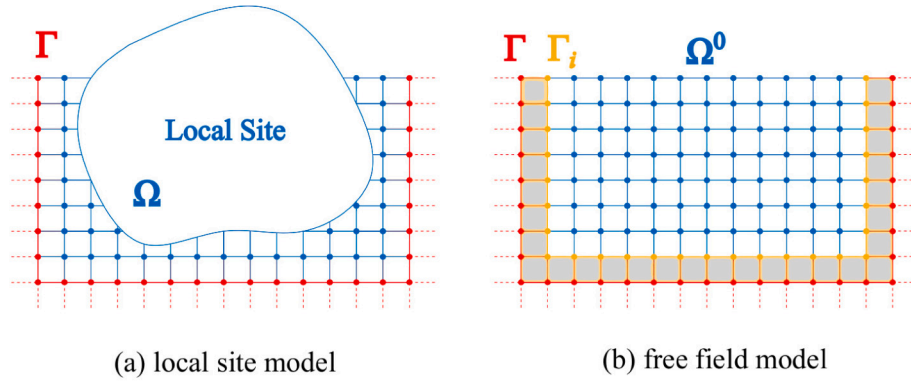 Γ
Local Site
Ω
(a) local site model
Γ Γᵢ Ω⁰
(b) free field model